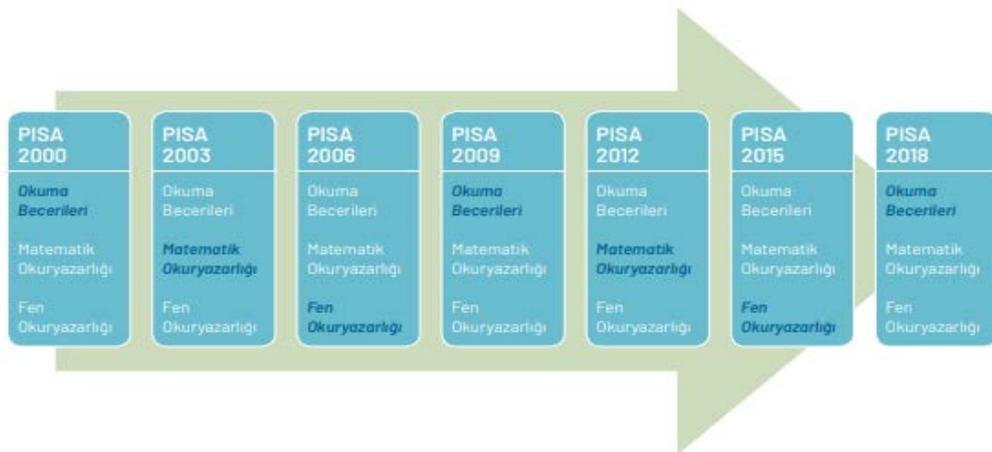 PISA
2000
Okuma
Becerileri
Matematik
Okuryazarlığı
Fen
Okuryazarlığı
PISA
2003
Okuma
Becerileri
Matematik
Okuryazarlığı
Fen
Okuryazarlığı
PISA
2006
Okuma
Becerileri
Matematik
Okuryazarlığı
Fen
Okuryazarlığı
PISA
2009
Okuma
Becerileri
Matematik
Okuryazarlığı
Fen
Okuryazarlığı
PISA
2012
Okuma
Becerileri
Matematik
Okuryazarlığı
Fen
Okuryazarlığı
PISA
2015
Okuma
Becerileri
Matematik
Okuryazarlığı
Fen
Okuryazarlığı
PISA
2018
Okuma
Becerileri
Matematik
Okuryazarlığı
Fen
Okuryazarlığı